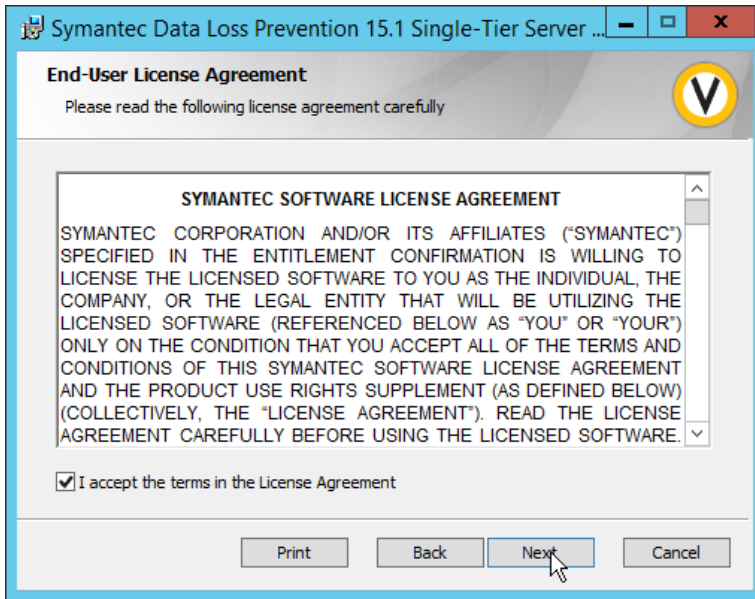 Symantec Data Loss Prevention 15.1 Single-Tier Server ...
End-User License Agreement
Please read the following license agreement carefully
SYMANTEC SOFTWARE LICENSE AGREEMENT
SYMANTEC CORPORATION AND/OR ITS AFFILIATES (“SYMANTEC”)
SPECIFIED IN THE ENTITLEMENT CONFIRMATION IS WILLING TO
LICENSE THE LICENSED SOFTWARE TO YOU AS THE INDIVIDUAL, THE
COMPANY, OR THE LEGAL ENTITY THAT WILL BE UTILIZING THE
LICENSED SOFTWARE (REFERENCED BELOW AS “YOU” OR “YOUR”)
ONLY ON THE CONDITION THAT YOU ACCEPT ALL OF THE TERMS AND
CONDITIONS OF THIS SYMANTEC SOFTWARE LICENSE AGREEMENT
AND THE PRODUCT USE RIGHTS SUPPLEMENT (AS DEFINED BELOW)
(COLLECTIVELY, THE “LICENSE AGREEMENT”). READ THE LICENSE
AGREEMENT CAREFULLY BEFORE USING THE LICENSED SOFTWARE.
I accept the terms in the License Agreement
Print Back Next Cancel